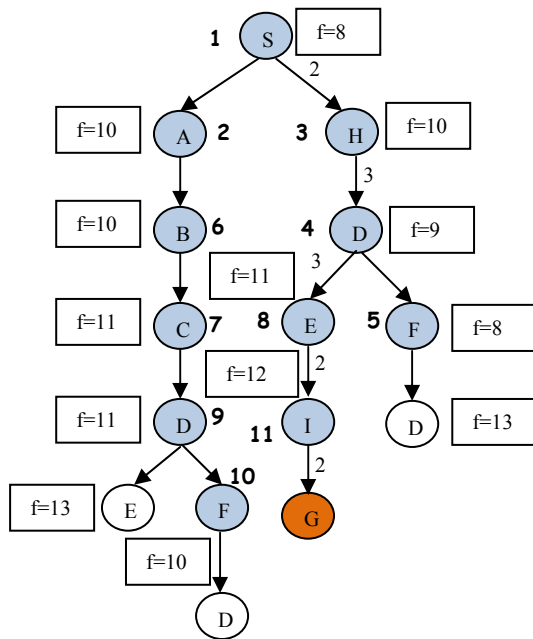 1 S f=8
2
f=10 A 2 3 H f=10
3
f=10 B 6 4 D f=9
f=11 3
f=11 C 7 8 E 5 F f=8
f=12 2
f=11 D 9 11 I D f=13
10 2
f=13 E F G
f=10
D